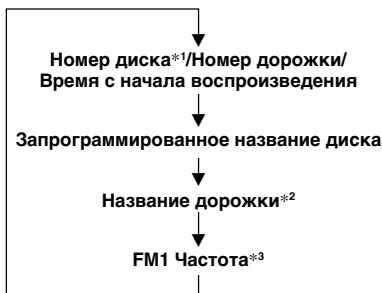 Номер диска*1/Номер дорожки/
Время с начала воспроизведения
Запрограммированное название диска
Название дорожки*2
FM1 Частота*3